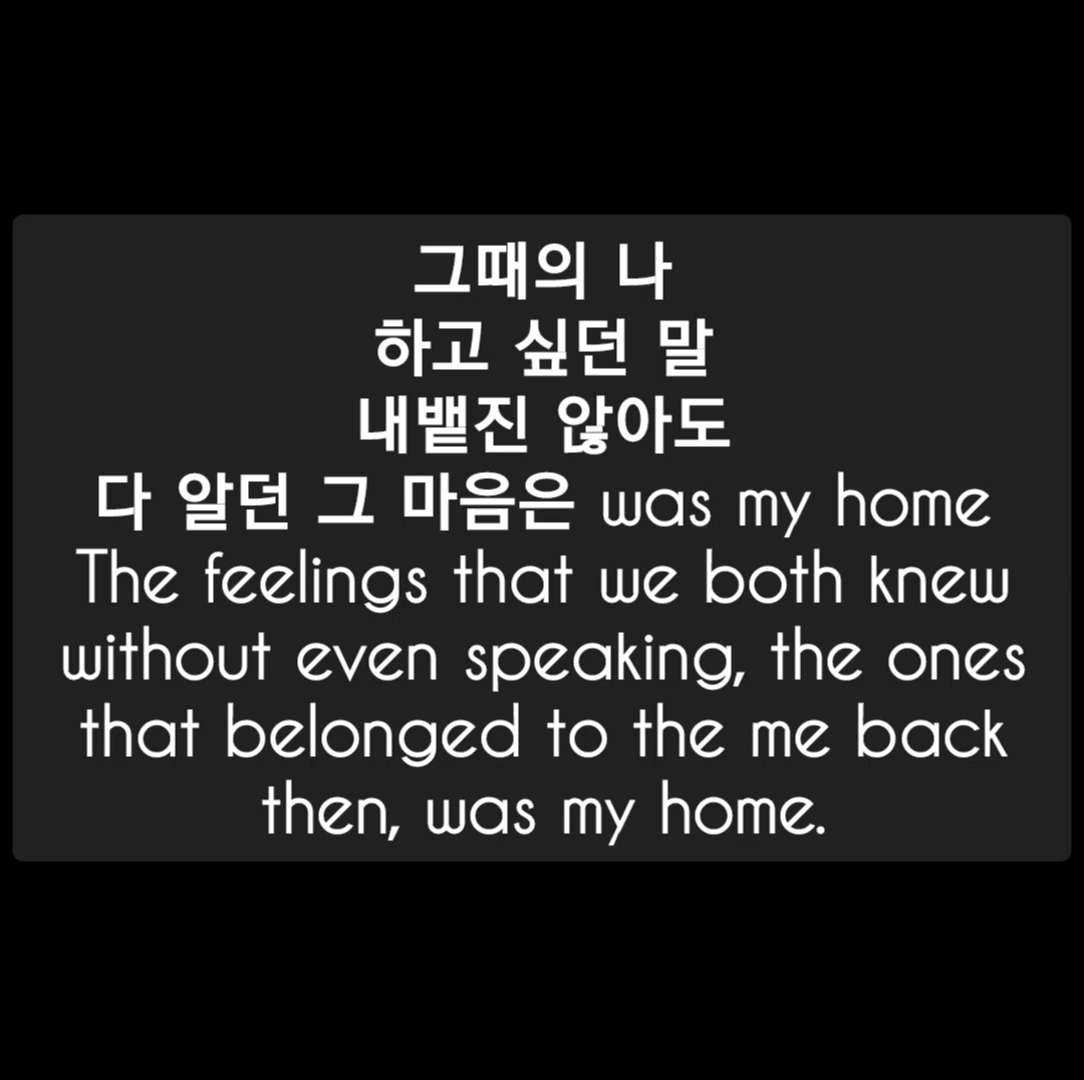 그때의 나
하고 싶던 말
내뱉진 않아도
다 알던 그 마음은 was my home
The feelings that we both knew
without even speaking, the ones
that belonged to the me back
then, was my home.